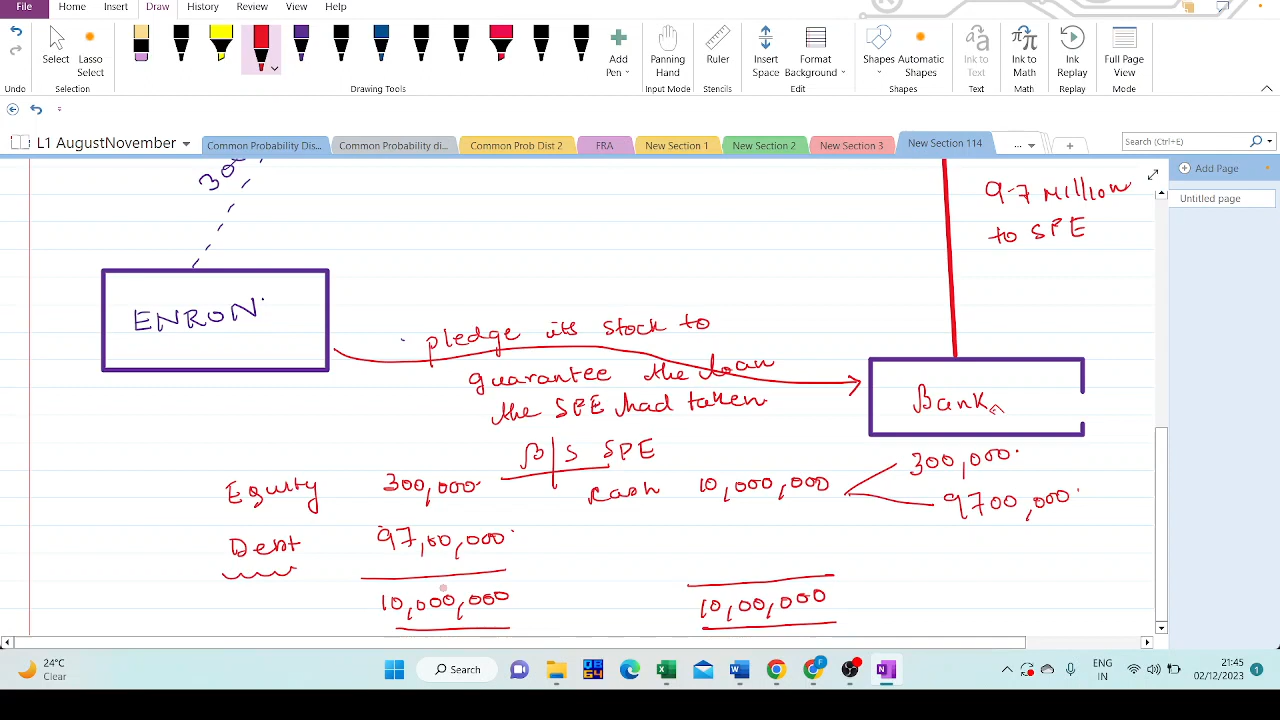 File Home Insert Draw History Review View Help
Select
Lasso Select
Add Pen
Panning Hand
Ruler
Insert Space
Format Background
Shapes
Automatic Shapes
Ink to Text
Ink to Math
Ink Replay
Full Page View
Undo Selection Drawing Tools Input Mode Stencils Edit Shapes Text Math Replay Mode
L1 AugustNovember Common Probability Dis... Common Probability di... Common Prob Dist 2 FRA New Section 1 New Section 2 New Section 3 New Section 114 ... + Search (Ctrl+E)
Add Page
Untitled page
300
9.7 Million
to SPE
ENRON
pledge its stock to
guarantee the loan
the SPE had taken
Bank
B S SPE
Equity 300,000 Cash 10,000,000 300,000
9700,000
Debt 97,00,000
10,000,000 10,00,000
24°C
Clear
Search
ENG
IN
21:45
02/12/2023